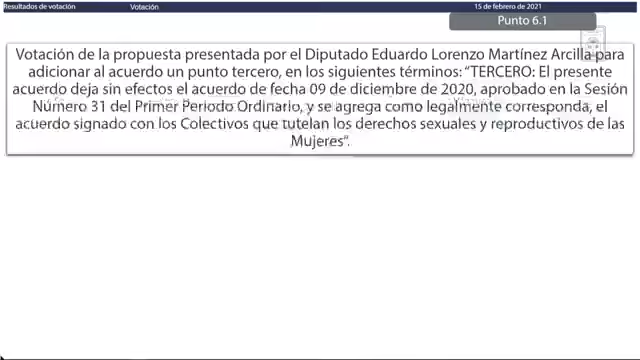 Resultados de votación Votación 15 de febrero de 2021
Punto 6.1
Votación de la propuesta presentada por el Diputado Eduardo Lorenzo Martínez Arcilla para
adicionar al acuerdo un punto tercero, en los siguientes términos: “TERCERO: El presente
acuerdo deja sin efectos el acuerdo de fecha 09 de diciembre de 2020, aprobado en la Sesión
Número 31 del Primer Periodo Ordinario, y se agrega como legalmente corresponda, el
acuerdo signado con los Colectivos que tutelan los derechos sexuales y reproductivos de las
Mujeres“.